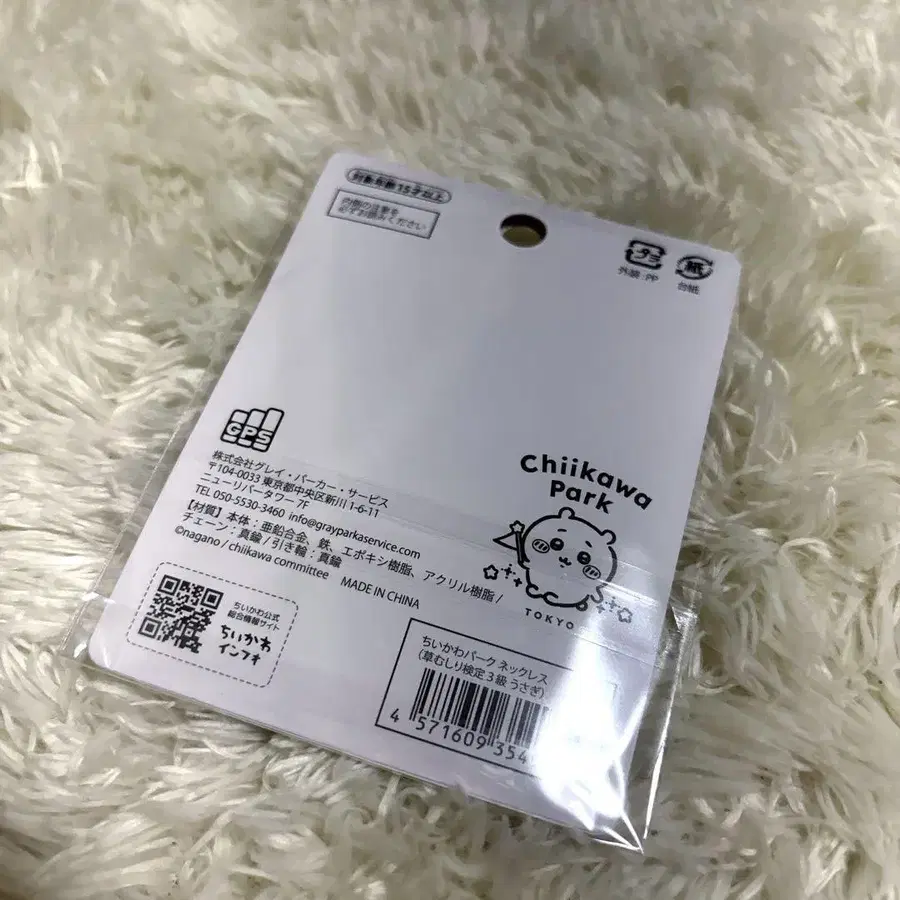 対象年齢15才以上
内側の注意を
必ずお読みください
プラ
外装:PP
紙
台紙
GPS
株式会社グレイ・パーカー・サービス
〒104-0033 東京都中央区新川1-6-11
ニューリバータワー 7F
TEL 050-5530-3460 info@grayparkaservice.com
【材質】本体:亜鉛合金、鉄、エポキシ樹脂、アクリル樹脂/
チェーン:真鍮/引き輪:真鍮
©nagano / chiikawa committee MADE IN CHINA
Chiikawa
Park
TOKYO
ちいかわ公式
総合情報サイト
ちいかわ
インフォ
ちいかわパーク ネックレス
(草むしり検定3級 うさぎ)
4 571609 354